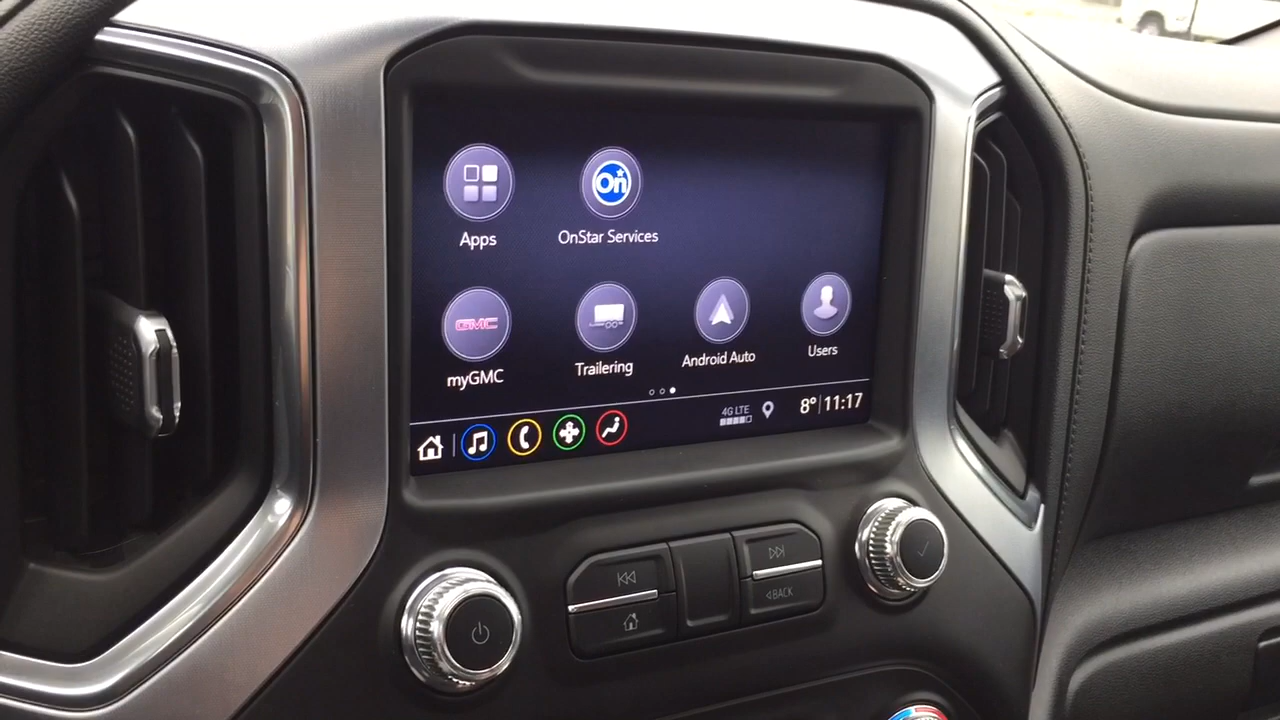 On
Apps
OnStar Services
GMC
myGMC
Trailering
Android Auto
Users
4G LTE
8° 11:17
BACK